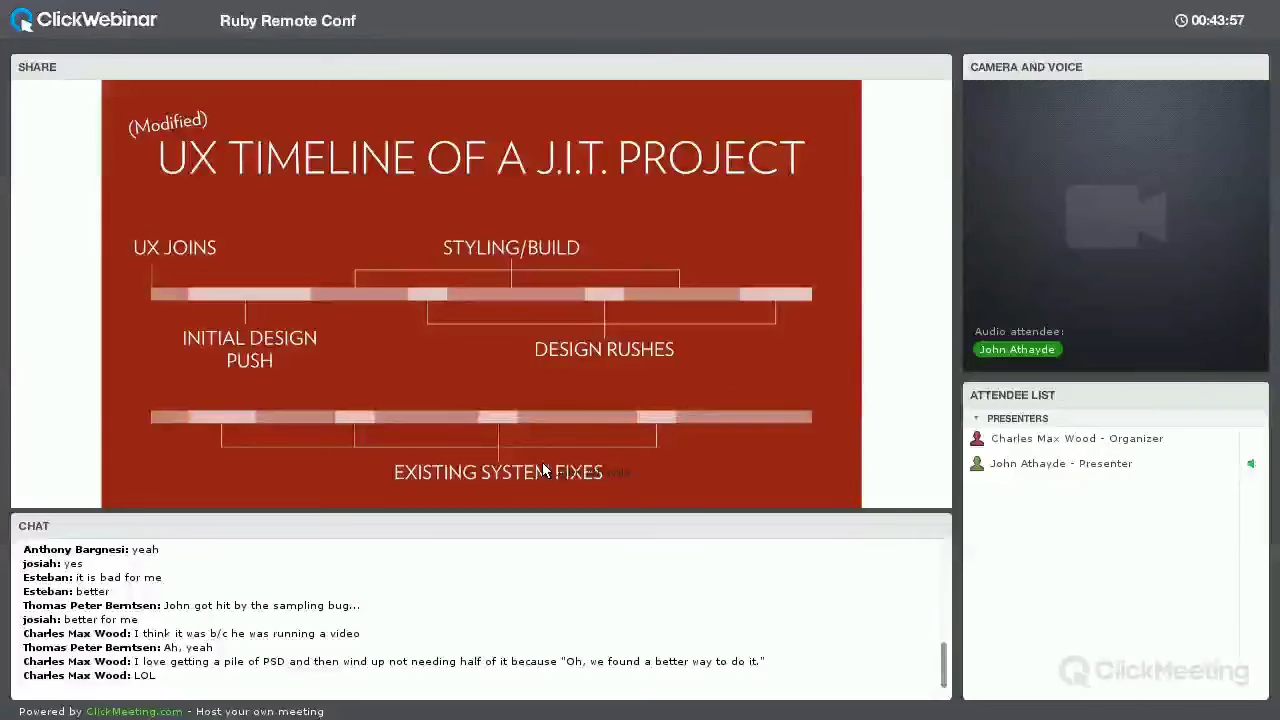 ClickWebinar
Ruby Remote Conf
00:43:57
SHARE
(Modified)
UX TIMELINE OF A J.I.T. PROJECT
UX JOINS
STYLING/BUILD
INITIAL DESIGN
PUSH
DESIGN RUSHES
EXISTING SYSTEM FIXES
CHAT
Anthony Bargnesi: yeah
josiah: yes
Esteban: it is bad for me
Esteban: better
Thomas Peter Berntsen: John got hit by the sampling bug...
josiah: better for me
Charles Max Wood: I think it was b/c he was running a video
Thomas Peter Berntsen: Ah, yeah
Charles Max Wood: I love getting a pile of PSD and then wind up not needing half of it because "Oh, we found a better way to do it."
Charles Max Wood: LOL
CAMERA AND VOICE
Audio attendee:
John Athayde
ATTENDEE LIST
PRESENTERS
Charles Max Wood - Organizer
John Athayde - Presenter
ClickMeeting
Powered by ClickMeeting.com - Host your own meeting